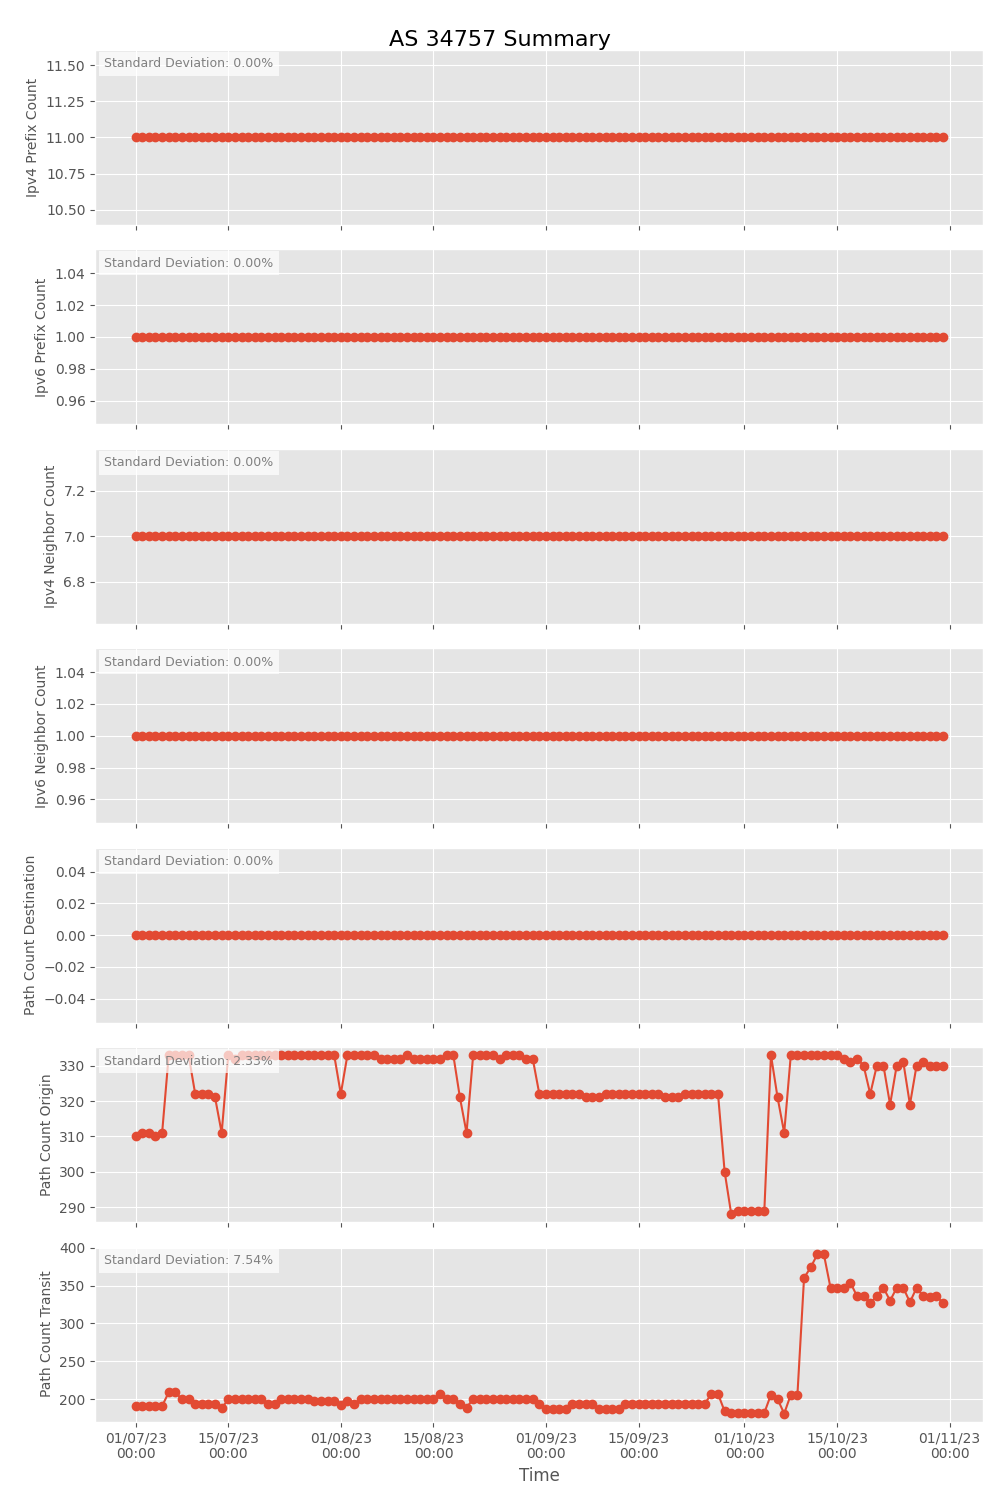 AS 34757 Summary
Standard Deviation: 0.00%
Ipv4 Prefix Count
11.50
11.25
11.00
10.75
10.50
Standard Deviation: 0.00%
Ipv6 Prefix Count
1.04
1.02
1.00
0.98
0.96
Standard Deviation: 0.00%
Ipv4 Neighbor Count
7.2
7.0
6.8
Standard Deviation: 0.00%
Ipv6 Neighbor Count
1.04
1.02
1.00
0.98
0.96
Standard Deviation: 0.00%
Path Count Destination
0.04
0.02
0.00
−0.02
−0.04
Standard Deviation: 2.33%
Path Count Origin
330
320
310
300
290
Standard Deviation: 7.54%
Path Count Transit
400
350
300
250
200
01/07/23 15/07/23 01/08/23 15/08/23 01/09/23 15/09/23 01/10/23 15/10/23 01/11/23
00:00 00:00 00:00 00:00 00:00 00:00 00:00 00:00 00:00
Time